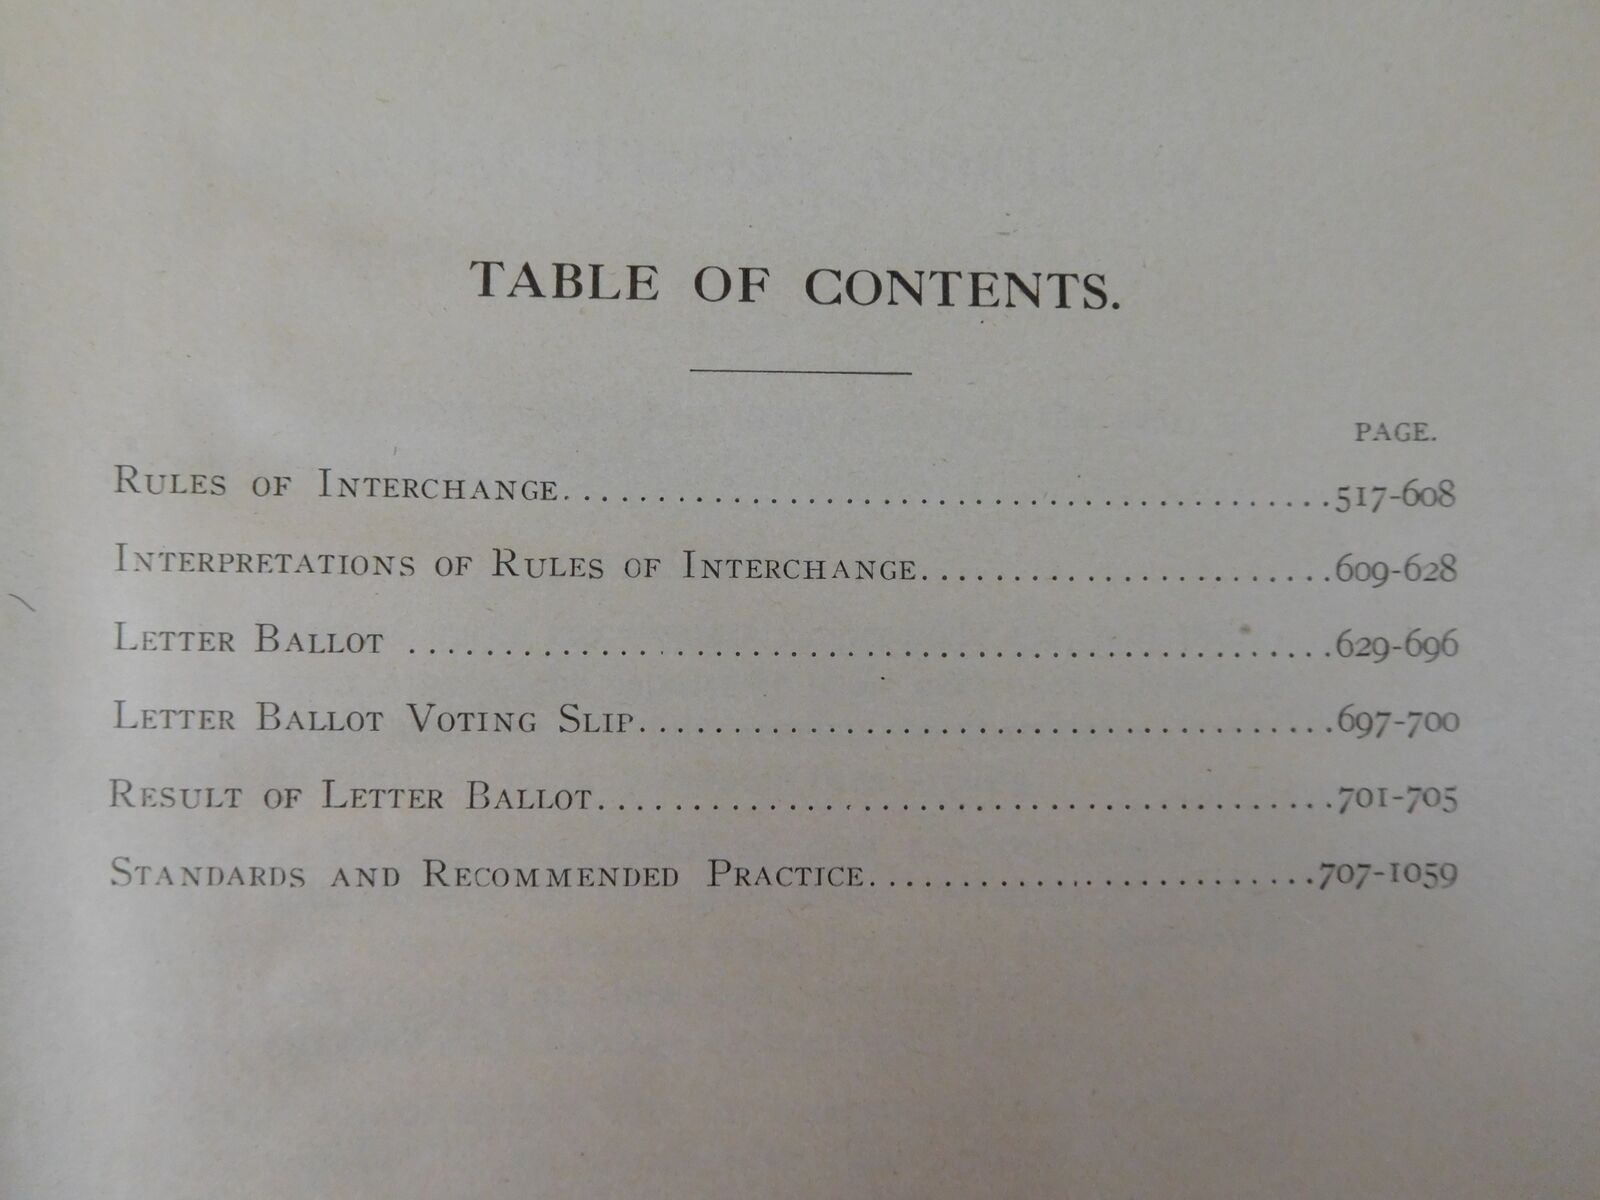 TABLE OF CONTENTS.
PAGE.
RULES OF INTERCHANGE. . . . . . . . . . . . . . . . . . . . . . . . . . . . . . . . . . . . . . . . . . . . . . . . .517-608
INTERPRETATIONS OF RULES OF INTERCHANGE. . . . . . . . . . . . . . . . . . . . . . . . . . .609-628
LETTER BALLOT . . . . . . . . . . . . . . . . . . . . . . . . . . . . . . . . . . . . . . . . . . . . . . . . . . . . . . . . . . .629-696
LETTER BALLOT VOTING SLIP. . . . . . . . . . . . . . . . . . . . . . . . . . . . . . . . . . . . . . . . . . . .697-700
RESULT OF LETTER BALLOT. . . . . . . . . . . . . . . . . . . . . . . . . . . . . . . . . . . . . . . . . . . . . . .701-705
STANDARDS AND RECOMMENDED PRACTICE. . . . . . . . . . . . . . . . . . . . . . . . . . . . .707-1059